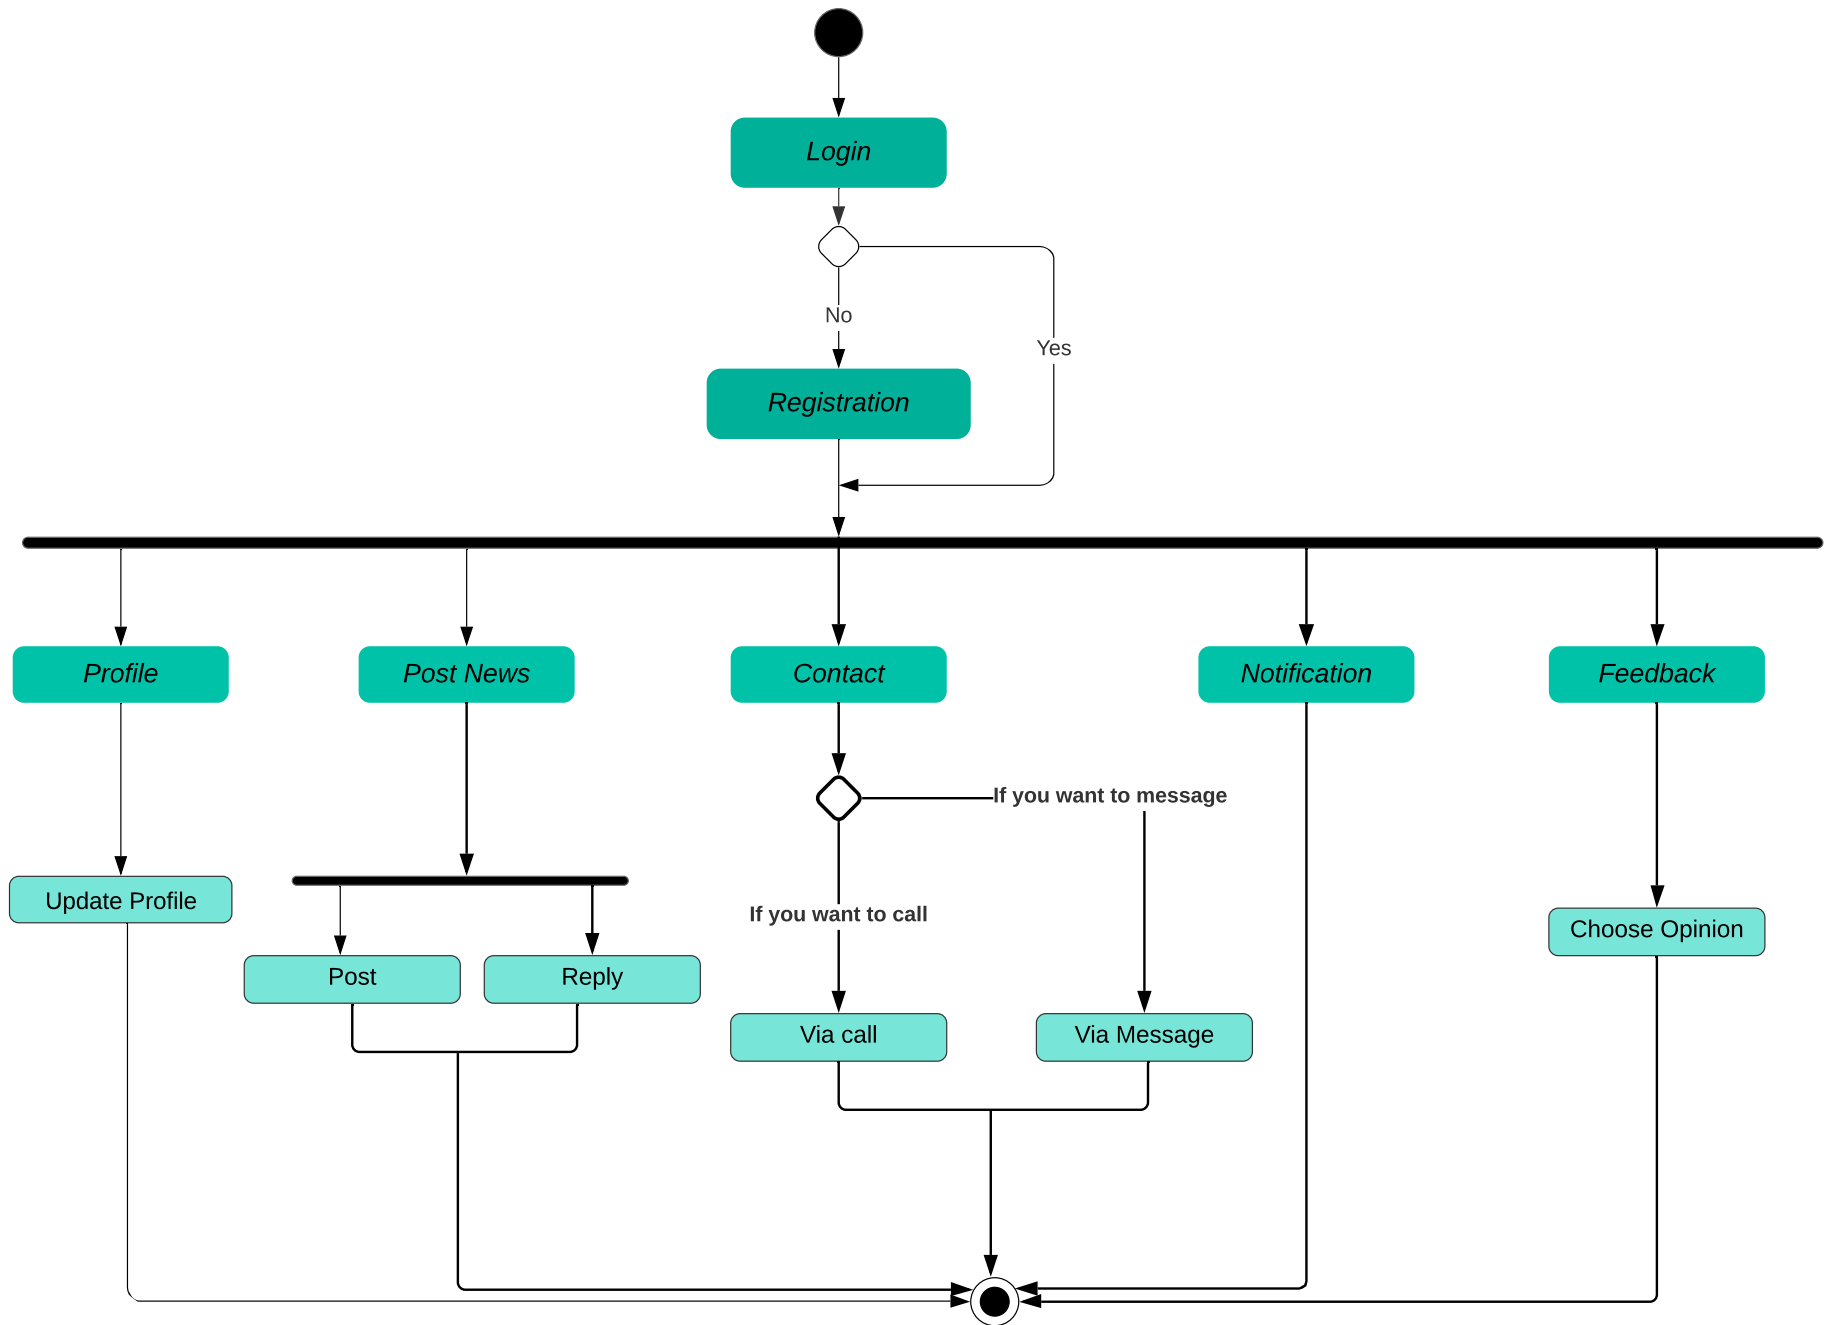 Login
No
Yes
Registration
Profile
Post News
Contact
Notification
Feedback
If you want to message
Update Profile
If you want to call
Choose Opinion
Post
Reply
Via call
Via Message